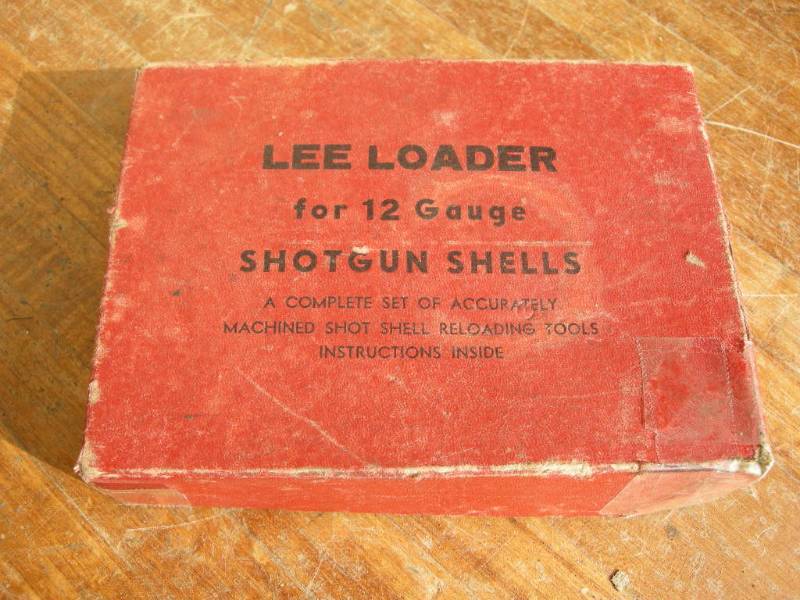 LEE LOADER
for 12 Gauge
SHOTGUN SHELLS
A COMPLETE SET OF ACCURATELY
MACHINED SHOT SHELL RELOADING TOOLS
INSTRUCTIONS INSIDE